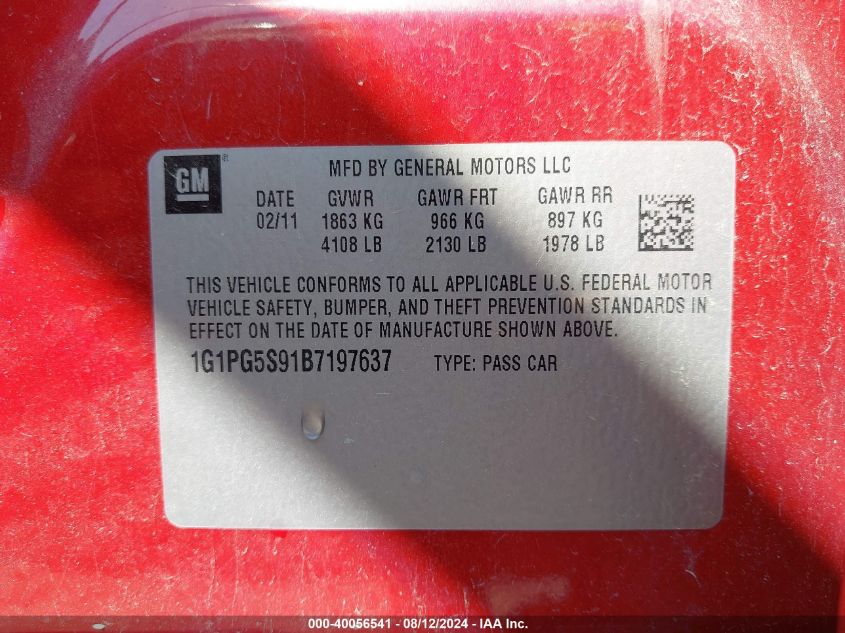 GM ® MFD BY GENERAL MOTORS LLC
DATE GVWR GAWR FRT GAWR RR
02/11 1863 KG 966 KG 897 KG
4108 LB 2130 LB 1978 LB
THIS VEHICLE CONFORMS TO ALL APPLICABLE U.S. FEDERAL MOTOR
VEHICLE SAFETY, BUMPER, AND THEFT PREVENTION STANDARDS IN
EFFECT ON THE DATE OF MANUFACTURE SHOWN ABOVE.
1G1PG5S91B7197637 TYPE: PASS CAR
000-40056541 - 08/12/2024 - IAA Inc.